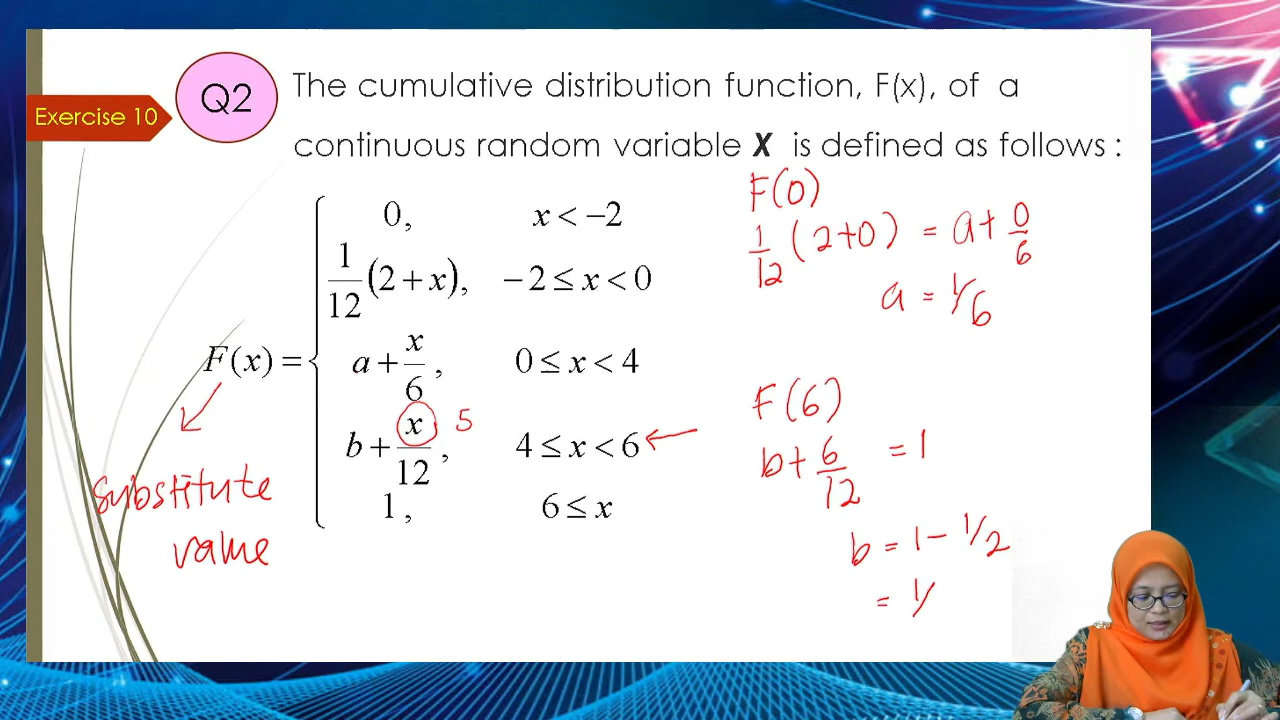 Exercise 10
Q2
The cumulative distribution function, F(x), of a
continuous random variable X is defined as follows :
F(x) =
0, x < −2
1/12 (2 + x), −2 ≤ x < 0
a + x/6, 0 ≤ x < 4
b + x/12, 4 ≤ x < 6
1, 6 ≤ x
5
substitute
value
F(0)
1/12 (2+0) = a + 0/6
a = 1/6
F(6)
b + 6/12 = 1
b = 1 − 1/2
= 1/